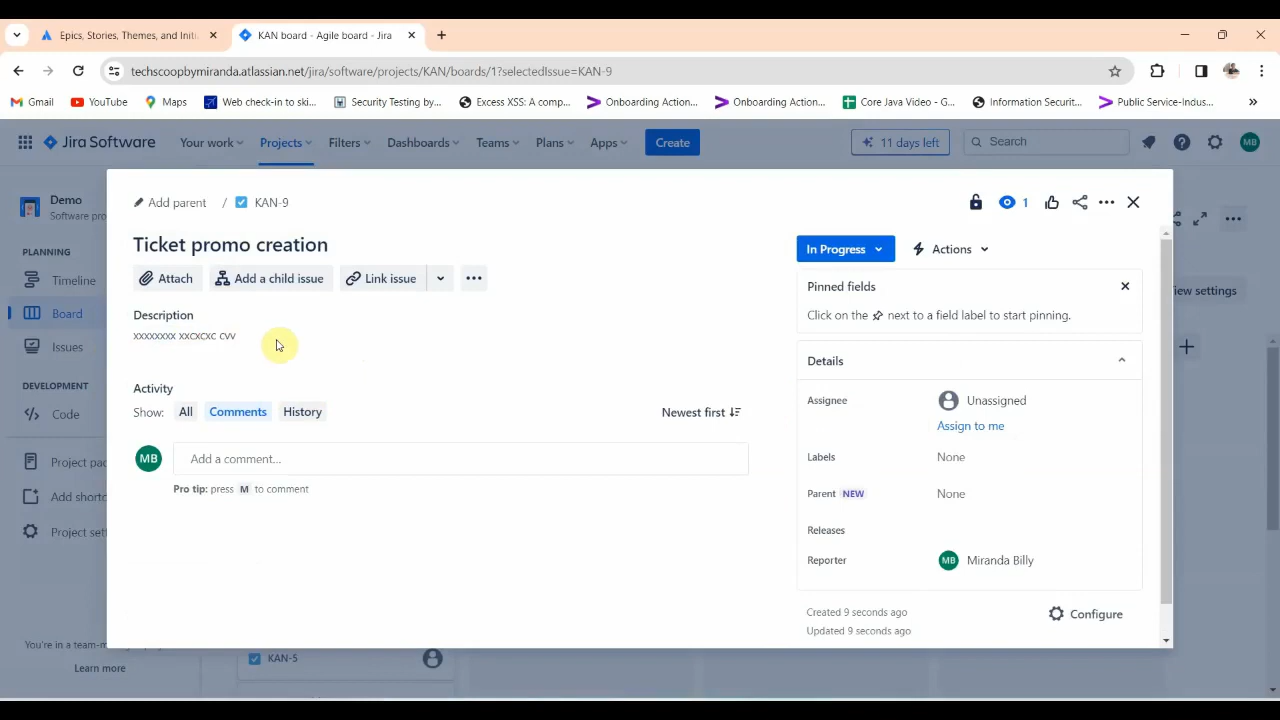 Epics, Stories, Themes, and Initi
KAN board - Agile board - Jira
techscoopbymiranda.atlassian.net/jira/software/projects/KAN/boards/1?selectedIssue=KAN-9
Gmail
YouTube
Maps
Web check-in to ski...
Security Testing by...
Excess XSS: A comp...
Onboarding Action...
Onboarding Action...
Core Java Video - G...
Information Securit...
Public Service-Indus...
Jira Software
Your work
Projects
Filters
Dashboards
Teams
Plans
Apps
Create
11 days left
Search
MB
Demo
Software pro
PLANNING
Timeline
Board
Issues
DEVELOPMENT
Code
Project pag
Add shortc
Project sett
You're in a team-m
Learn more
View settings
KAN-5
Add parent
/
KAN-9
1
Ticket promo creation
Attach
Add a child issue
Link issue
Description
xxxxxxxx xxcxcxc cvv
Activity
Show:
All
Comments
History
Newest first
MB
Add a comment...
Pro tip: press M to comment
In Progress
Actions
Pinned fields
Click on the next to a field label to start pinning.
Details
Assignee
Unassigned
Assign to me
Labels
None
Parent NEW
None
Releases
Reporter
MB
Miranda Billy
Created 9 seconds ago
Updated 9 seconds ago
Configure